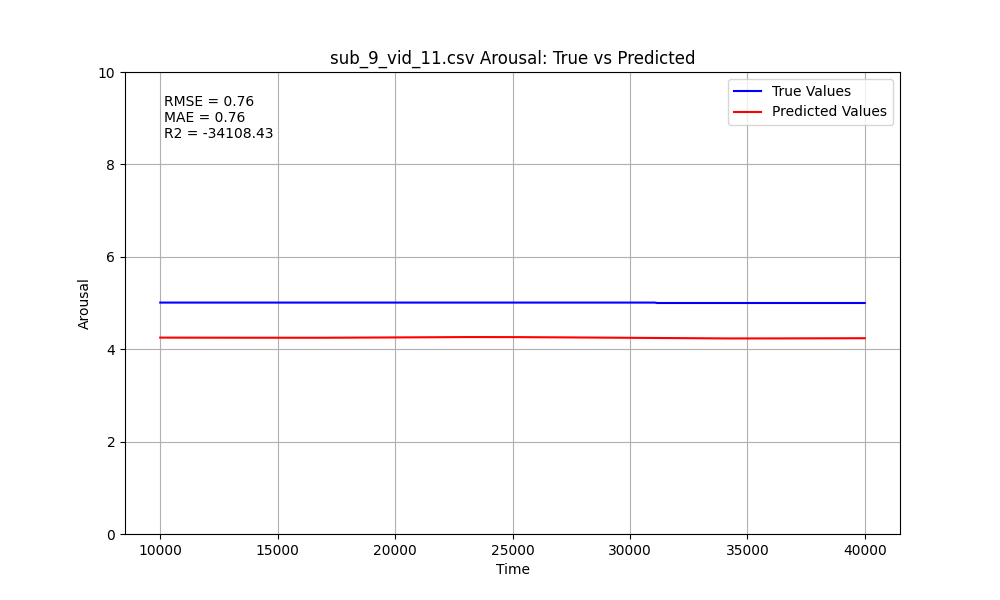 sub_9_vid_11.csv Arousal: True vs Predicted
RMSE = 0.76
MAE = 0.76
R2 = -34108.43
True Values
Predicted Values
Arousal
10
8
6
4
2
0
10000
15000
20000
25000
30000
35000
40000
Time